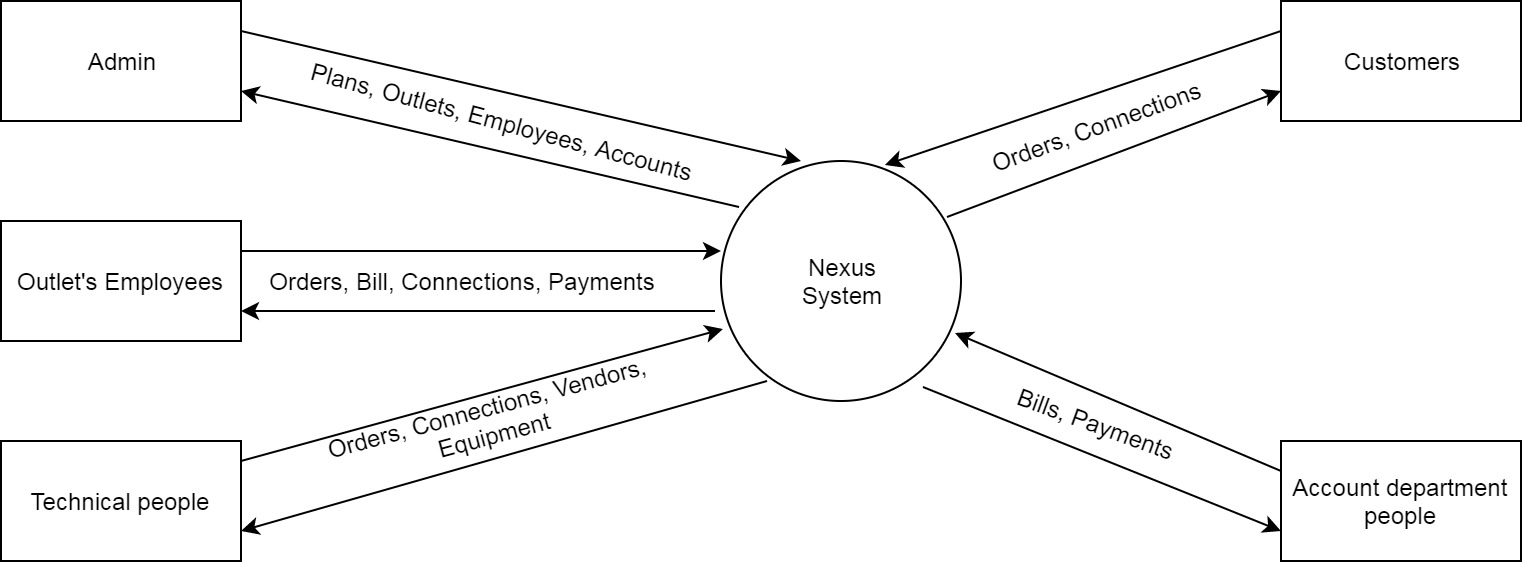 Admin
Customers
Plans, Outlets, Employees, Accounts
Orders, Connections
Outlet's Employees
Orders, Bill, Connections, Payments
Nexus
System
Orders, Connections, Vendors,
Equipment
Bills, Payments
Technical people
Account department
people